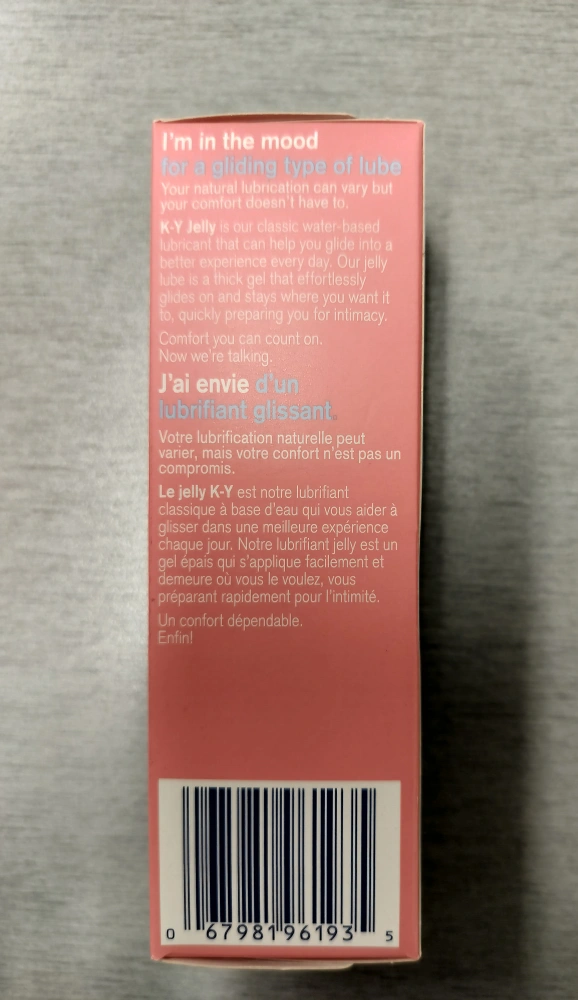 I'm in the mood
for a gliding type of lube
Your natural lubrication can vary but
your comfort doesn't have to.
K-Y Jelly is our classic water-based
lubricant that can help you glide into a
better experience every day. Our jelly
lube is a thick gel that effortlessly
glides on and stays where you want it
to, quickly preparing you for intimacy.
Comfort you can count on.
Now we're talking.
J'ai envie d'un
lubrifiant glissant.
Votre lubrification naturelle peut
varier, mais votre confort n'est pas un
compromis.
Le jelly K-Y est notre lubrifiant
classique à base d'eau qui vous aider à
glisser dans une meilleure expérience
chaque jour. Notre lubrifiant jelly est un
gel épais qui s'applique facilement et
demeure où vous le voulez, vous
préparant rapidement pour l'intimité.
Un confort dépendable.
Enfin!
0 67981 96193 5